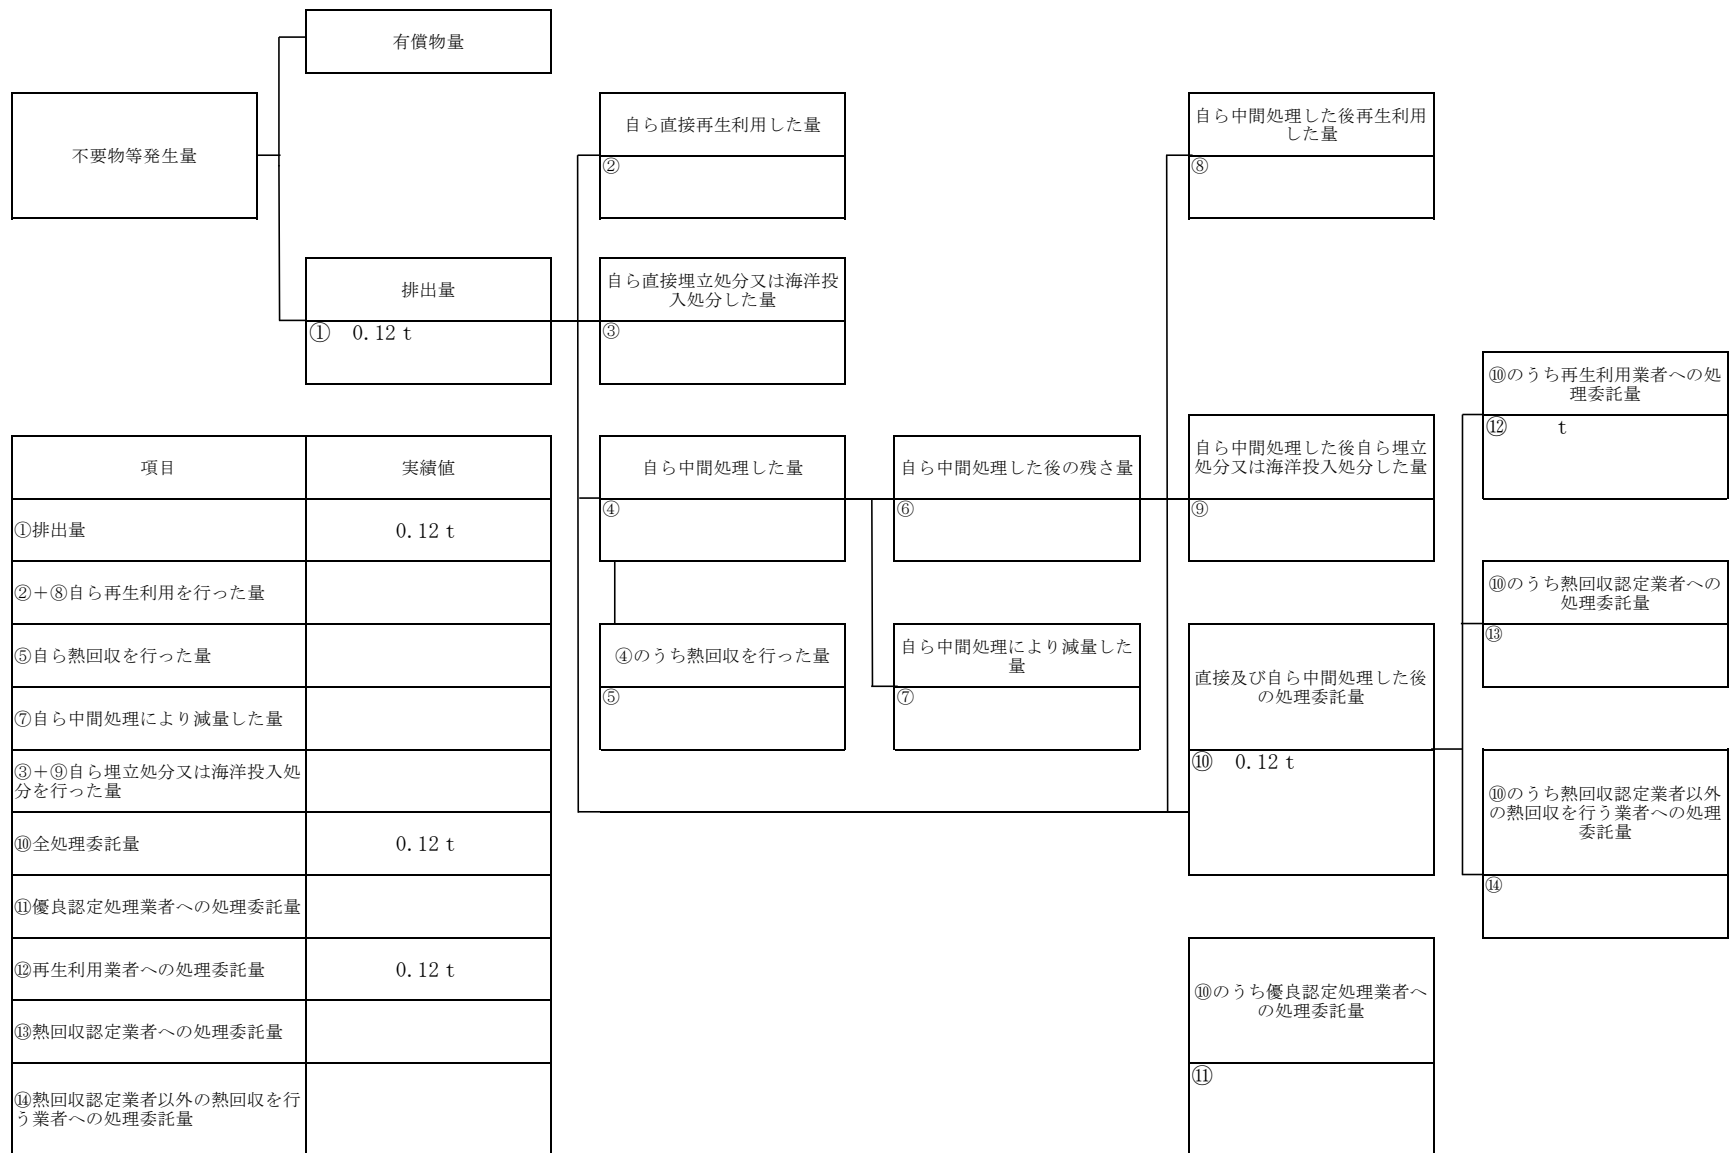 有償物量
不要物等発生量
自ら直接再生利用した量
②
自ら中間処理した後再生利用
した量
⑧
排出量
① 0.12 t
自ら直接埋立処分又は海洋投
入処分した量
③
⑩のうち再生利用業者への処
理委託量
⑫ t
自ら中間処理した量
④
自ら中間処理した後の残さ量
⑥
自ら中間処理した後自ら埋立
処分又は海洋投入処分した量
⑨
⑩のうち熱回収認定業者への
処理委託量
⑬
④のうち熱回収を行った量
⑤
自ら中間処理により減量した
量
⑦
直接及び自ら中間処理した後
の処理委託量
⑩ 0.12 t
⑩のうち熱回収認定業者以外
の熱回収を行う業者への処理
委託量
⑭
⑩のうち優良認定処理業者へ
の処理委託量
⑪
項目 実績値
①排出量 0.12 t
②+⑧自ら再生利用を行った量
⑤自ら熱回収を行った量
⑦自ら中間処理により減量した量
③+⑨自ら埋立処分又は海洋投入処
分を行った量
⑩全処理委託量 0.12 t
⑪優良認定処理業者への処理委託量
⑫再生利用業者への処理委託量 0.12 t
⑬熱回収認定業者への処理委託量
⑭熱回収認定業者以外の熱回収を行
う業者への処理委託量